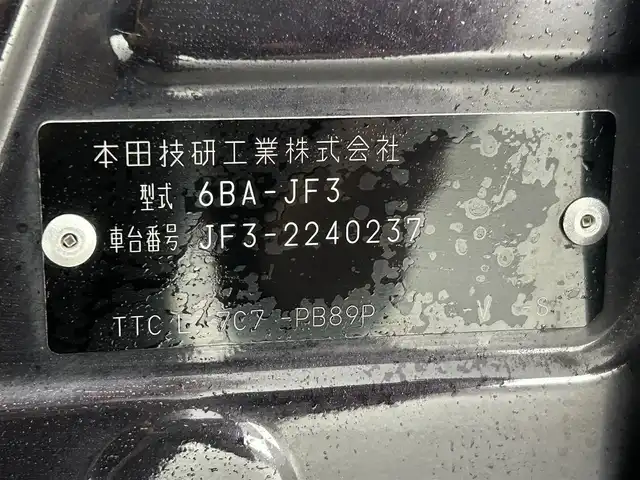 本田技研工業株式会社
型式 6BA-JF3
車台番号 JF3-2240237
TTC/L 7C7 -PB89P -V -S